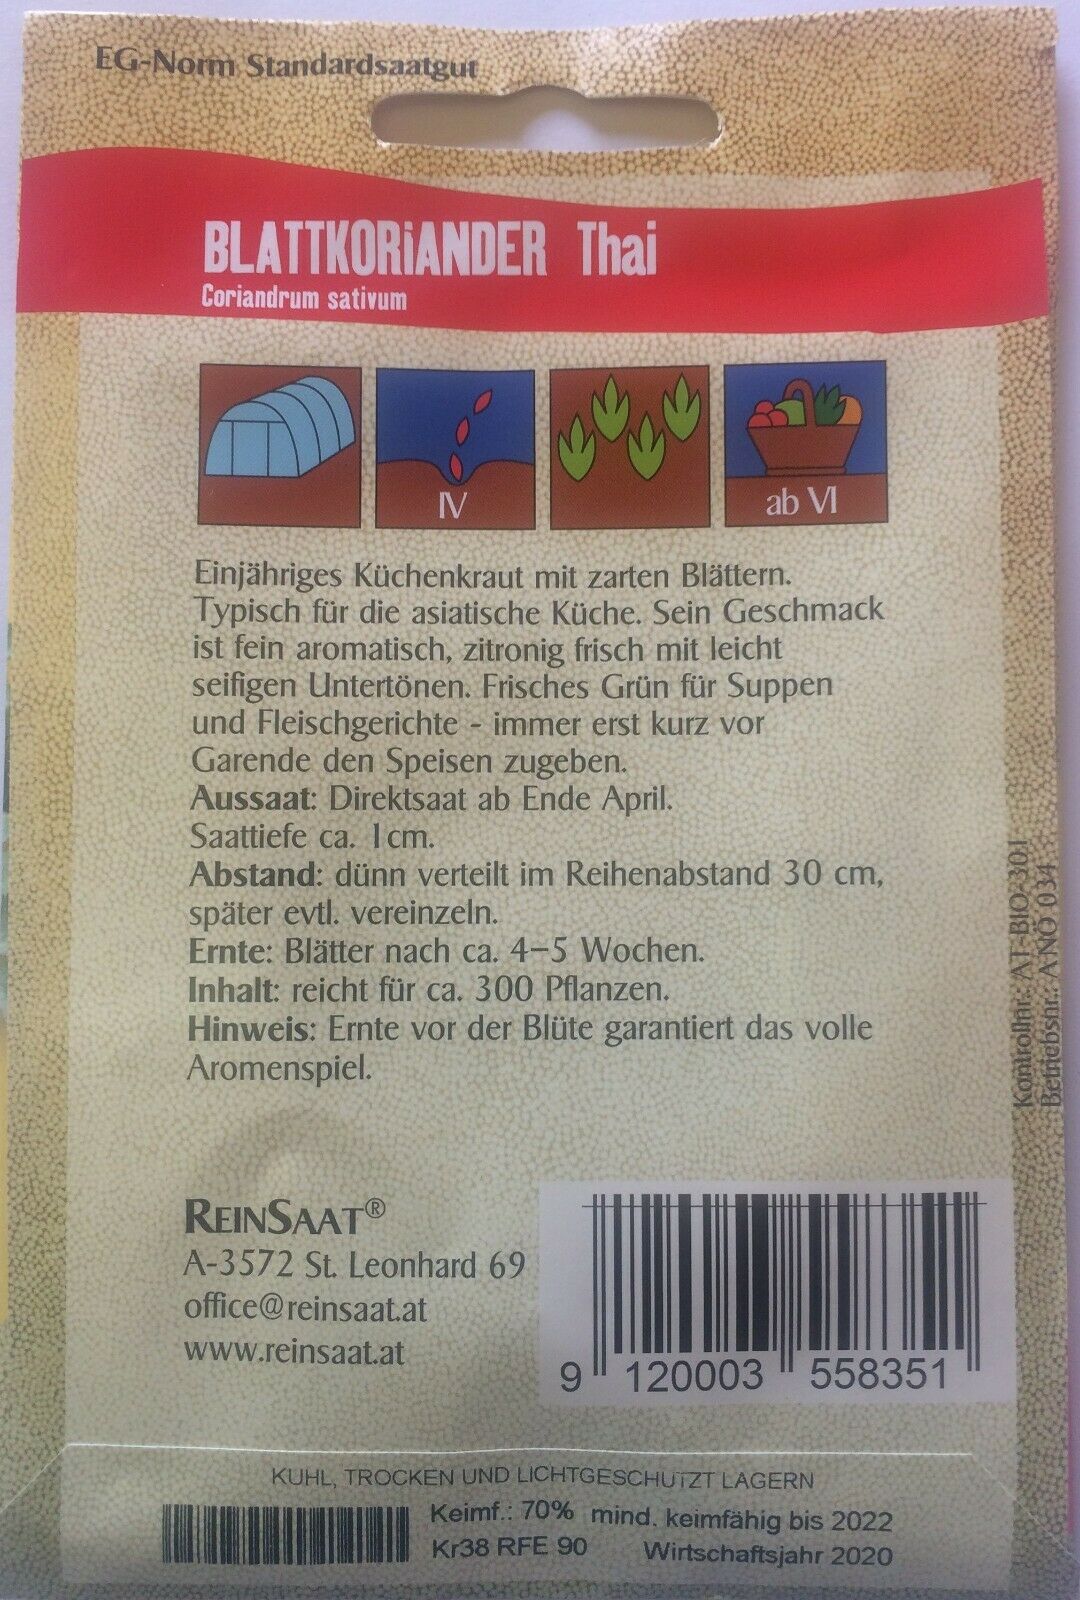 EG-Norm Standardsaatgut
BLATTKORiANDER Thai
Coriandrum sativum
IV
ab VI
Einjähriges Küchenkraut mit zarten Blättern.
Typisch für die asiatische Küche. Sein Geschmack
ist fein aromatisch, zitronig frisch mit leicht
seifigen Untertönen. Frisches Grün für Suppen
und Fleischgerichte - immer erst kurz vor
Garende den Speisen zugeben.
Aussaat: Direktsaat ab Ende April.
Saattiefe ca. 1cm.
Abstand: dünn verteilt im Reihenabstand 30 cm,
später evtl. vereinzeln.
Ernte: Blätter nach ca. 4–5 Wochen.
Inhalt: reicht für ca. 300 Pflanzen.
Hinweis: Ernte vor der Blüte garantiert das volle
Aromenspiel.
Kontrollnr.: AT-BIO-301
Betriebsnr.: A NÖ 034
REINSAAT®
A-3572 St. Leonhard 69
office@reinsaat.at
www.reinsaat.at
9 120003 558351
KÜHL, TROCKEN UND LICHTGESCHÜTZT LAGERN
Keimf.: 70% mind. keimfähig bis 2022
Kr38 RFE 90 Wirtschaftsjahr 2020